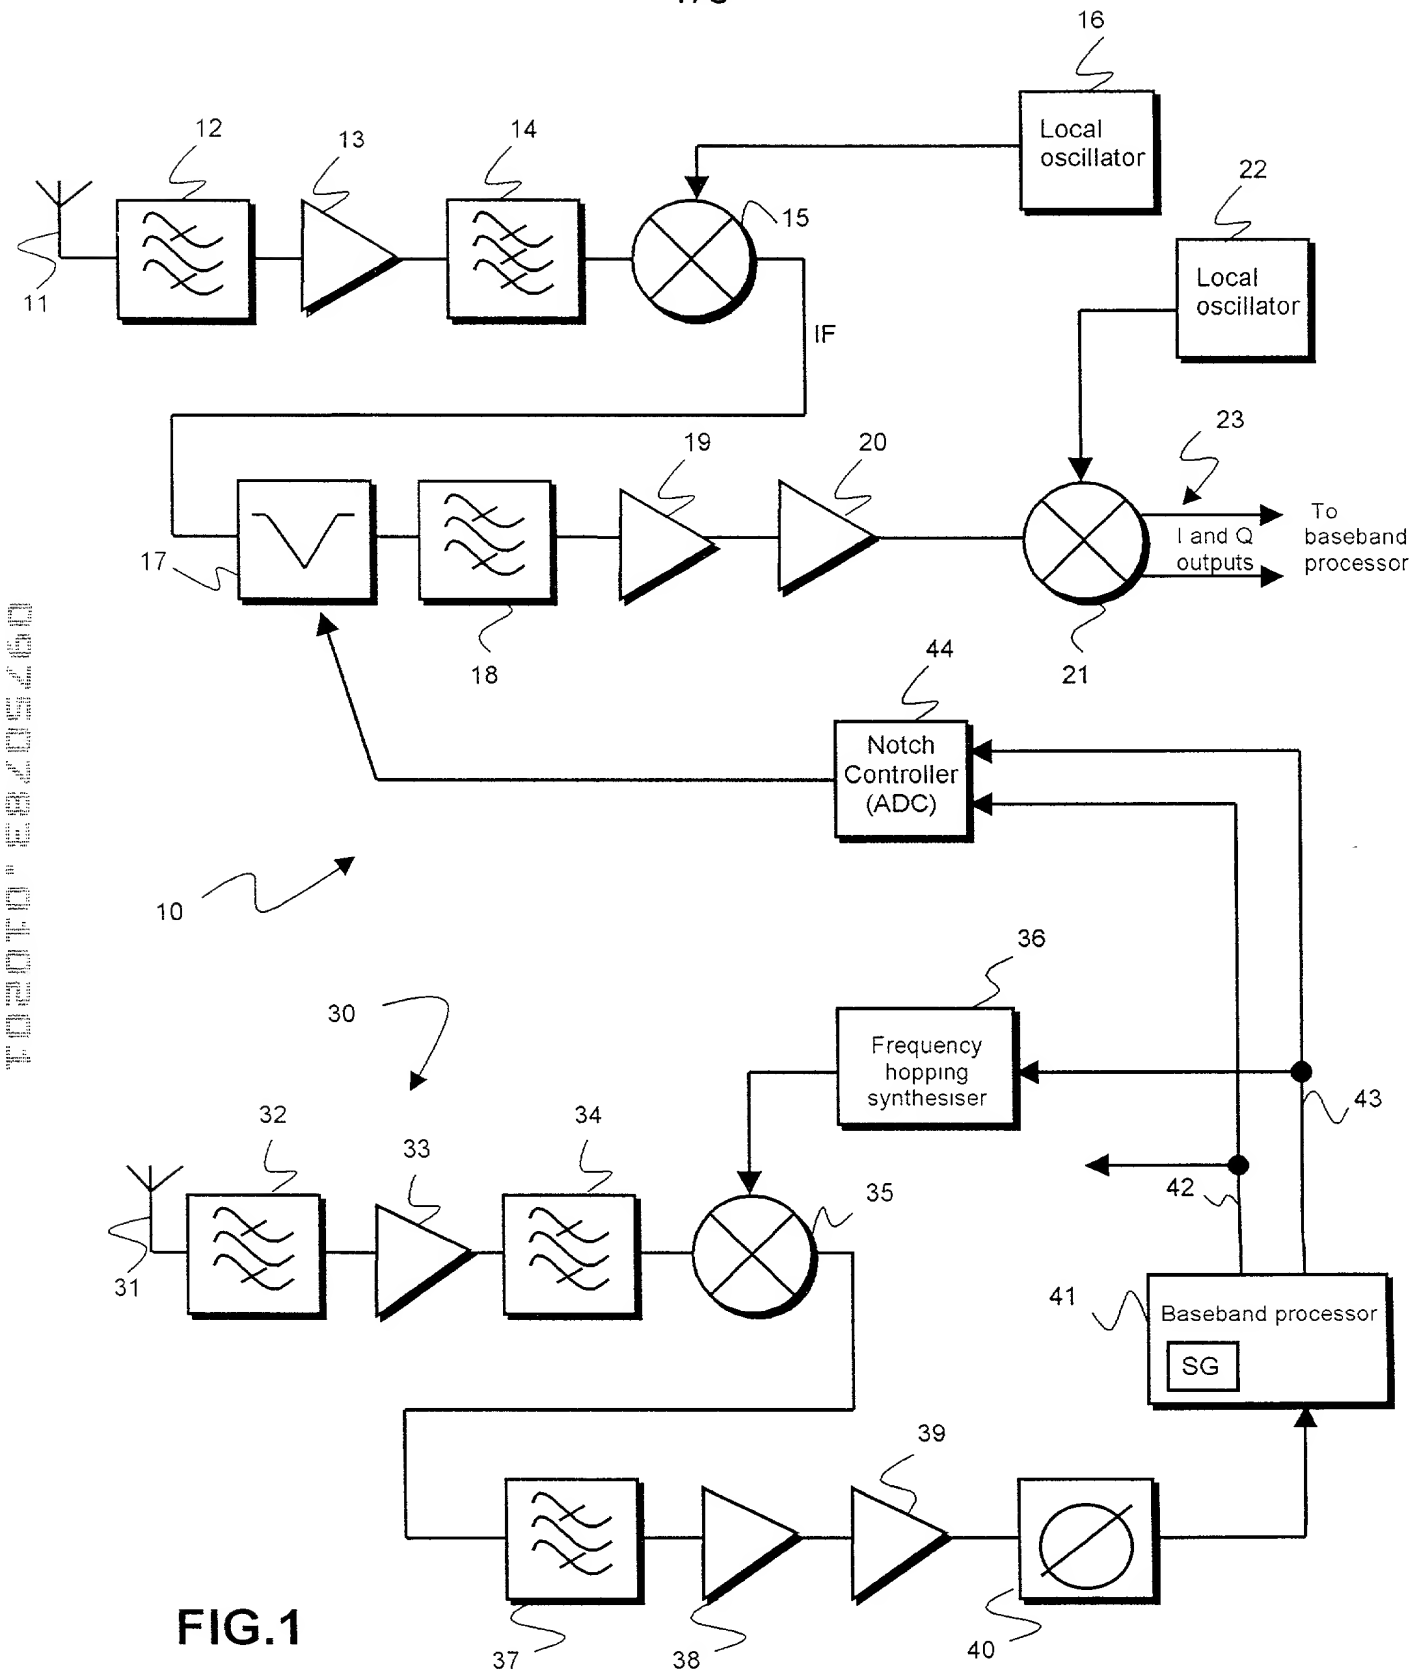 16
12
13
14
Local
oscillator
22
15
11
Local
oscillator
IF
19
20
23
To
baseband
processor
I and Q
outputs
17
18
21
44
Notch
Controller
(ADC)
10
36
30
Frequency
hopping
synthesiser
43
32
33
34
42
35
31
41
Baseband processor
SG
39
37
38
40
FIG.1